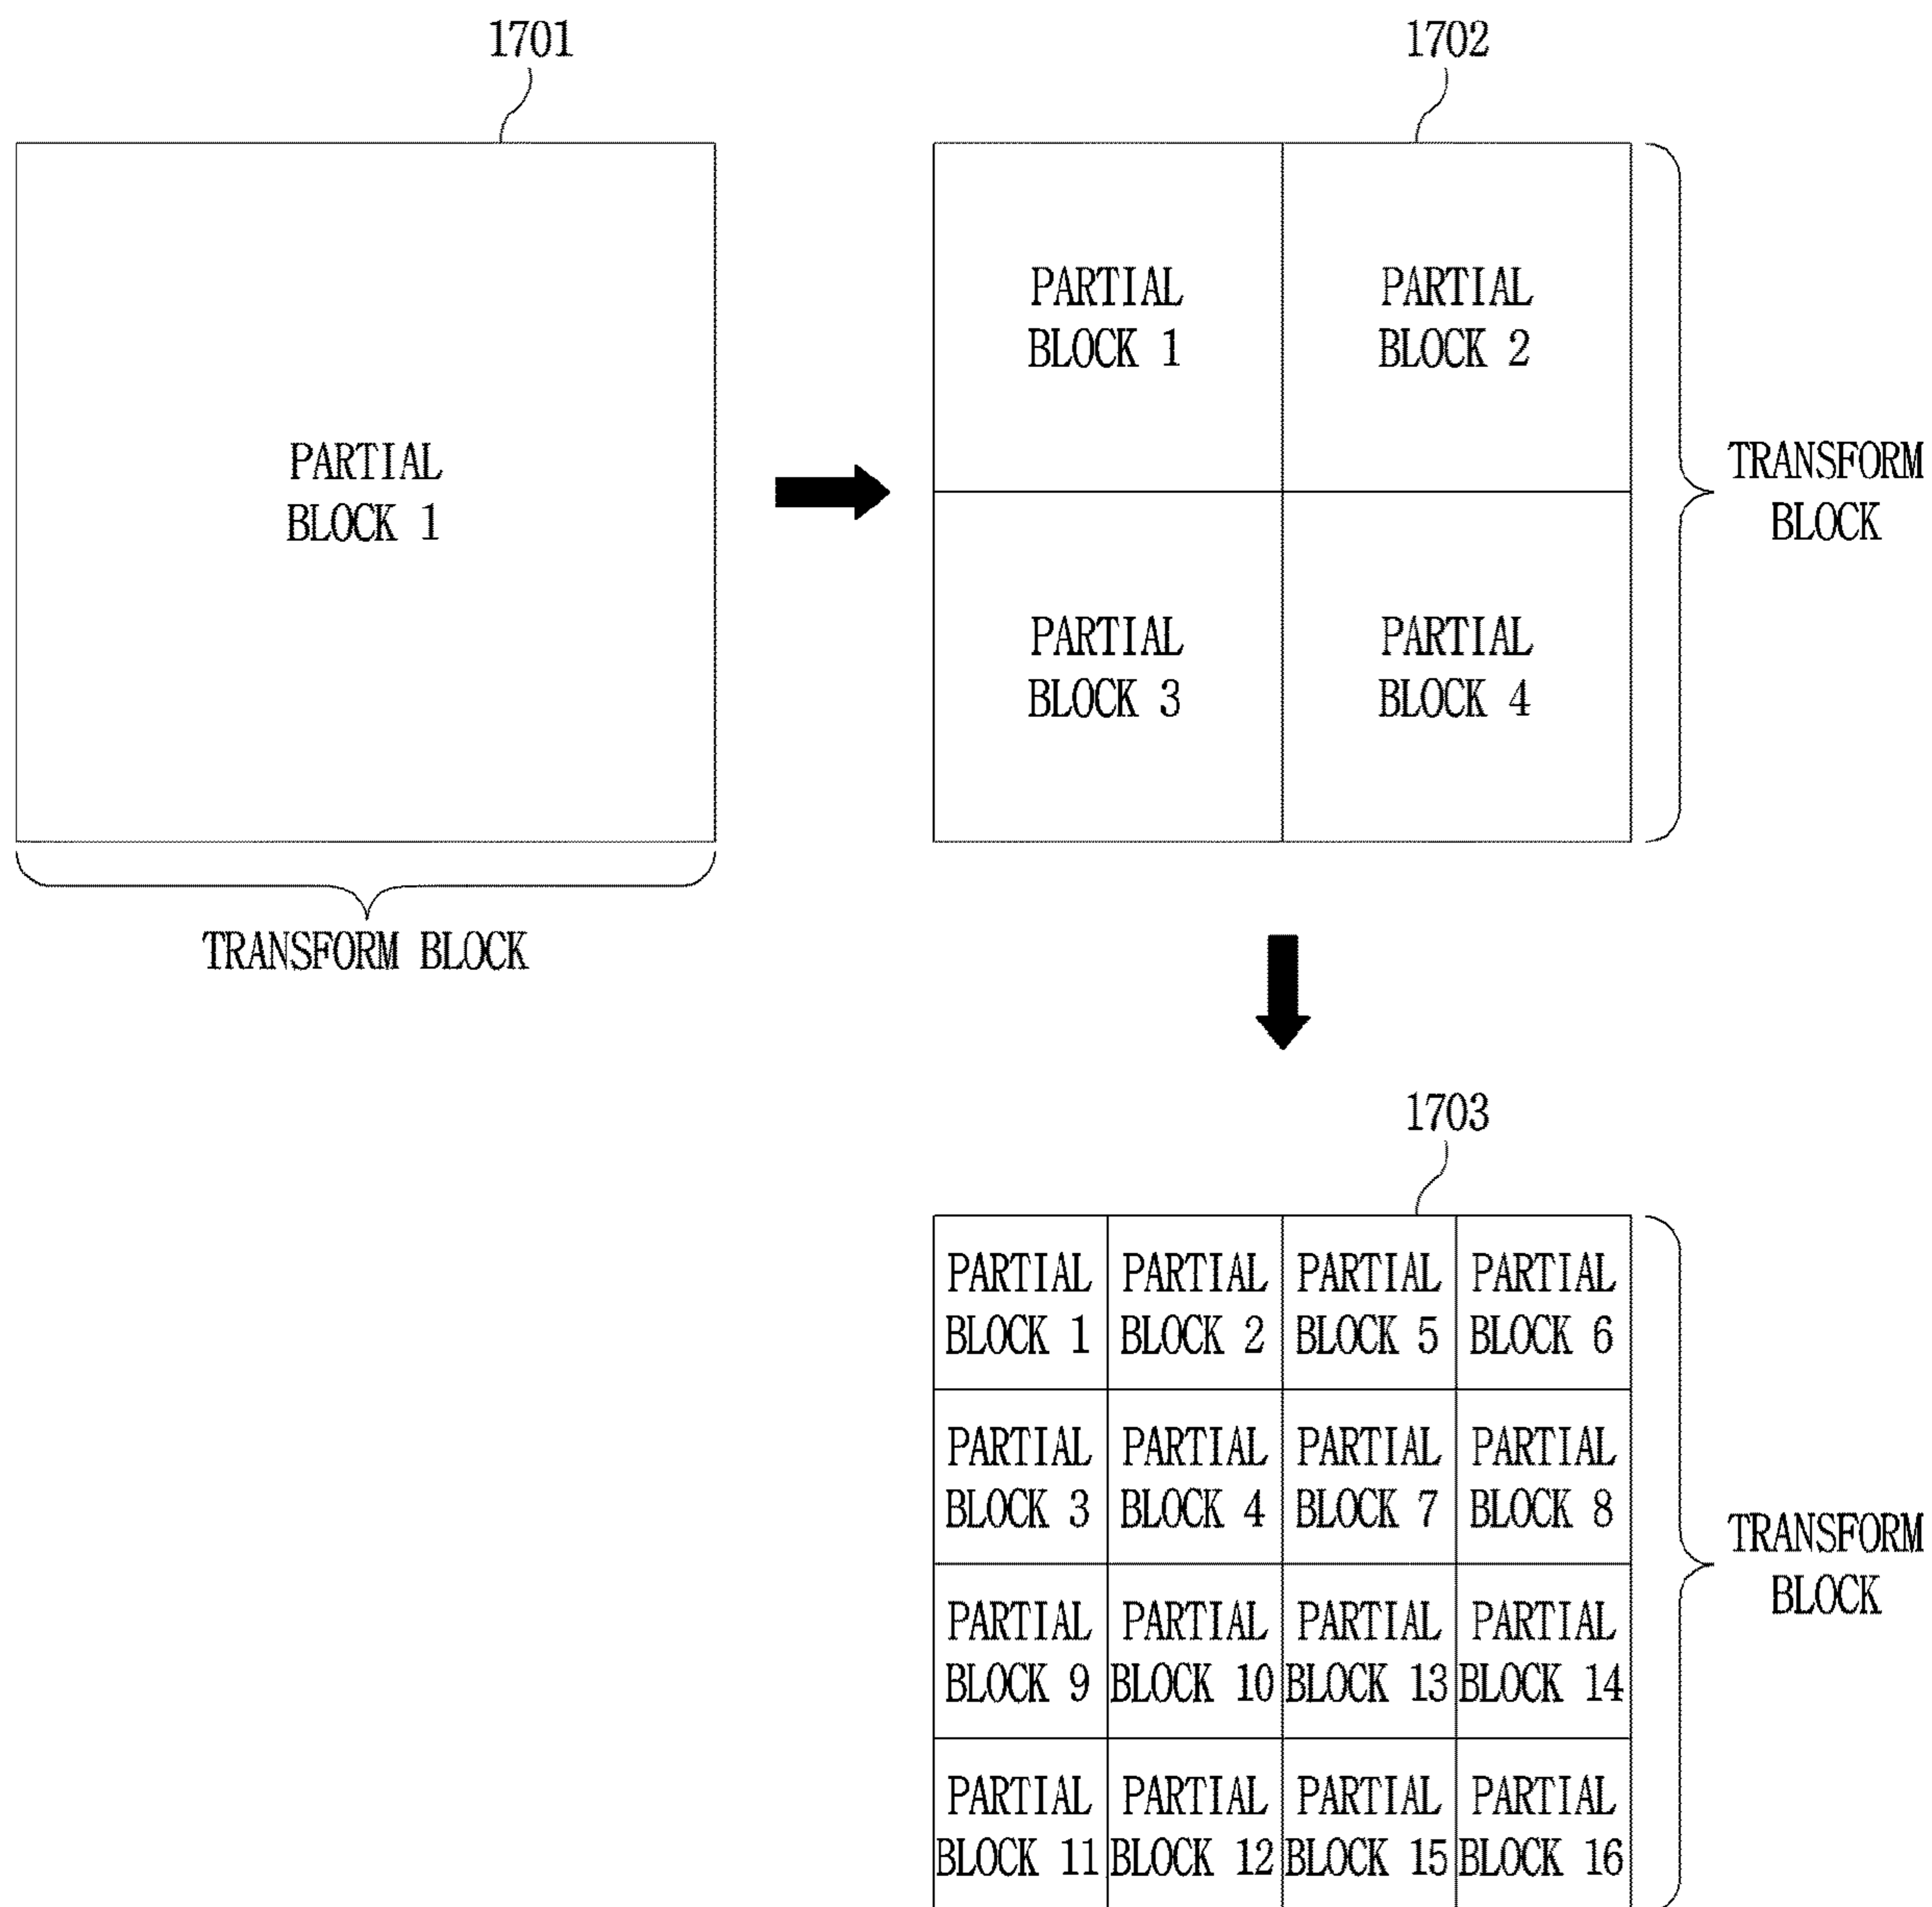 1701
PARTIAL
BLOCK 1
TRANSFORM BLOCK
1702
PARTIAL
BLOCK 1
PARTIAL
BLOCK 2
PARTIAL
BLOCK 3
PARTIAL
BLOCK 4
TRANSFORM
BLOCK
1703
PARTIAL
BLOCK 1
PARTIAL
BLOCK 2
PARTIAL
BLOCK 5
PARTIAL
BLOCK 6
PARTIAL
BLOCK 3
PARTIAL
BLOCK 4
PARTIAL
BLOCK 7
PARTIAL
BLOCK 8
PARTIAL
BLOCK 9
PARTIAL
BLOCK 10
PARTIAL
BLOCK 13
PARTIAL
BLOCK 14
PARTIAL
BLOCK 11
PARTIAL
BLOCK 12
PARTIAL
BLOCK 15
PARTIAL
BLOCK 16
TRANSFORM
BLOCK